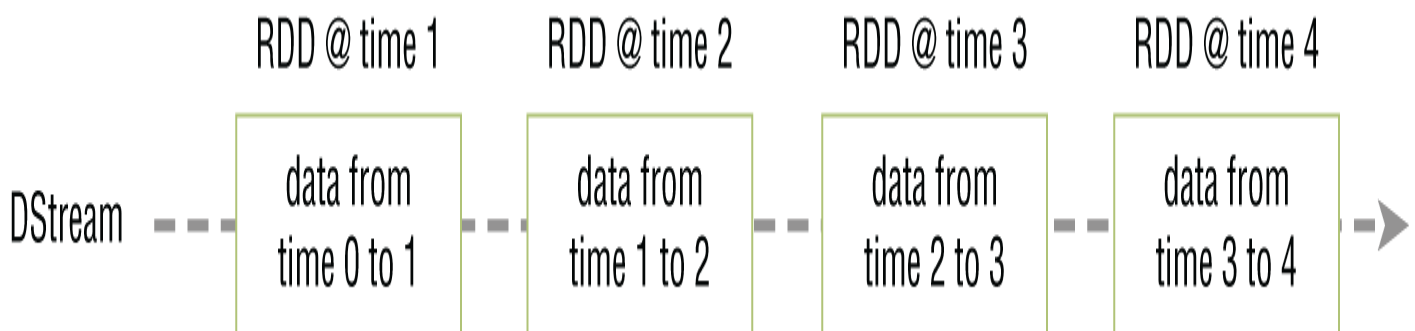 RDD @ time 1
RDD @ time 2
RDD @ time 3
RDD @ time 4
DStream
data from
time 0 to 1
data from
time 1 to 2
data from
time 2 to 3
data from
time 3 to 4